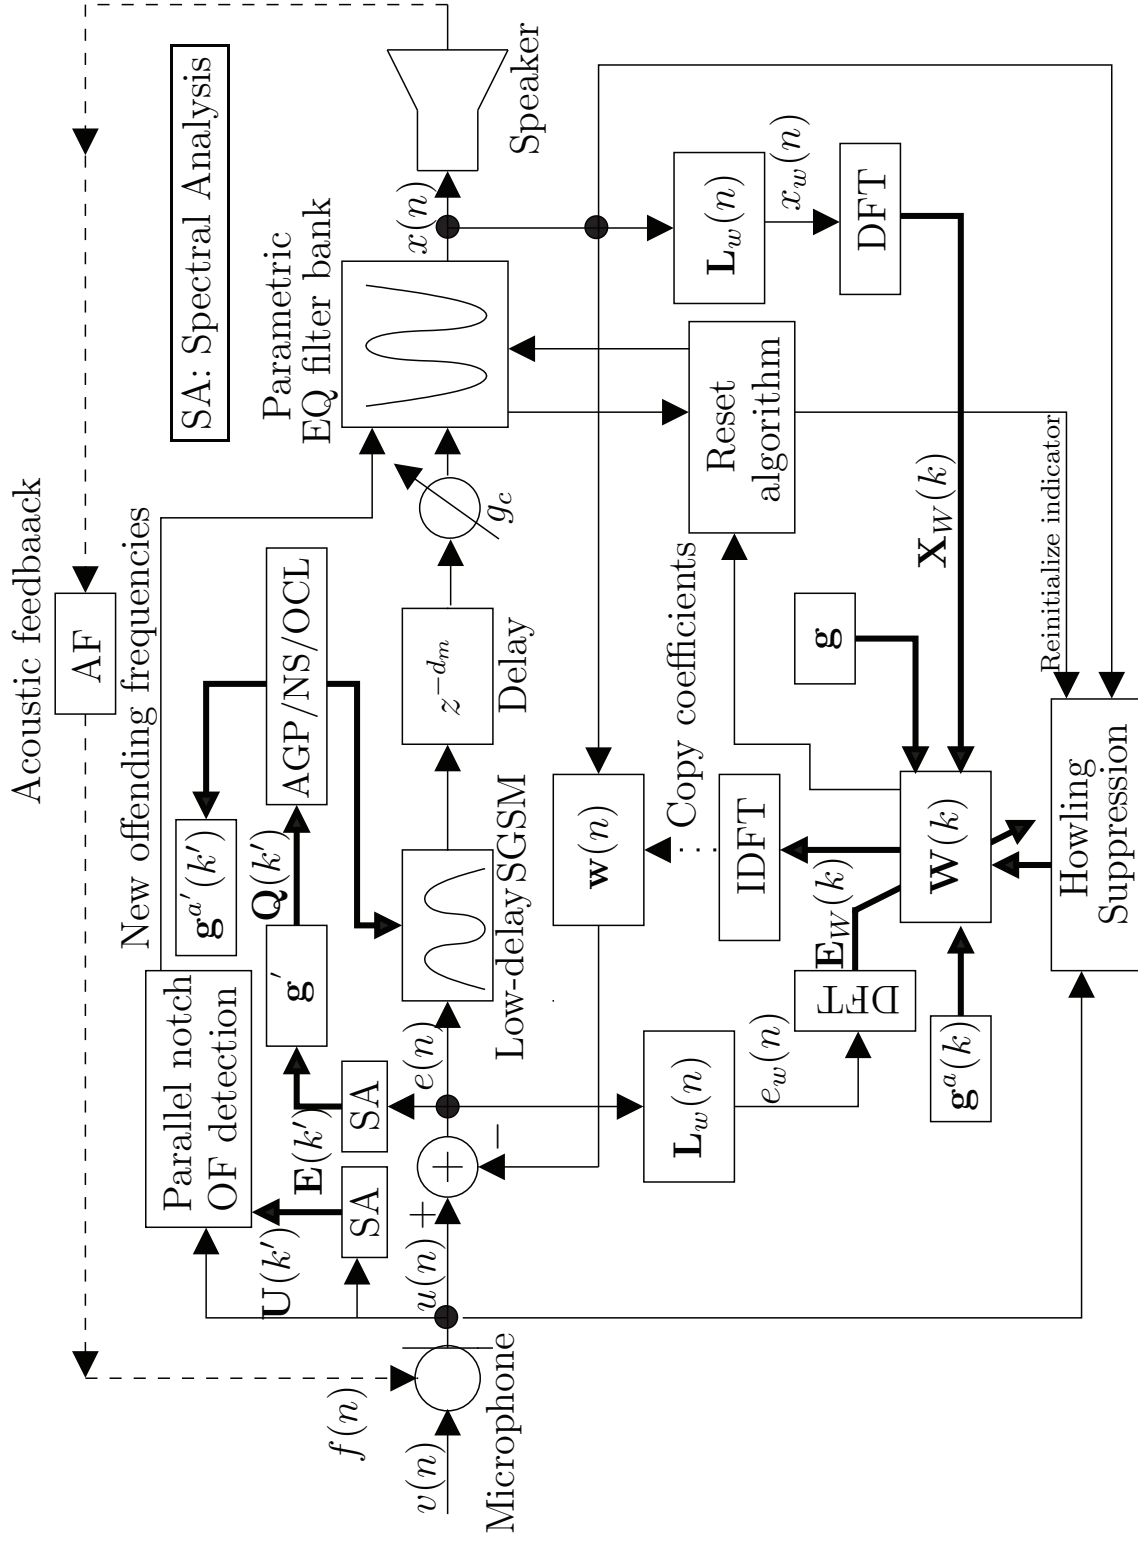 Acoustic feedbaack
AF
SA: Spectral Analysis
New offending frequencies
Parallel notch
OF detection
g^{a'}(k')
Q(k')
AGP/NS/OCL
g'
E(k')
U(k')
SA
SA
Parametric
EQ filter bank
f(n)
v(n)
Microphone
u(n)
+
+
−
e(n)
Low-delay SGSM
z^{-d_m}
Delay
g_c
x(n)
Speaker
w(n)
Copy coefficients
IDFT
Reset
algorithm
L_w(n)
x_w(n)
DFT
L_w(n)
e_w(n)
DFT
E_W(k)
X_W(k)
g
W(k)
g^a(k)
Reinitialize indicator
Howling
Suppression